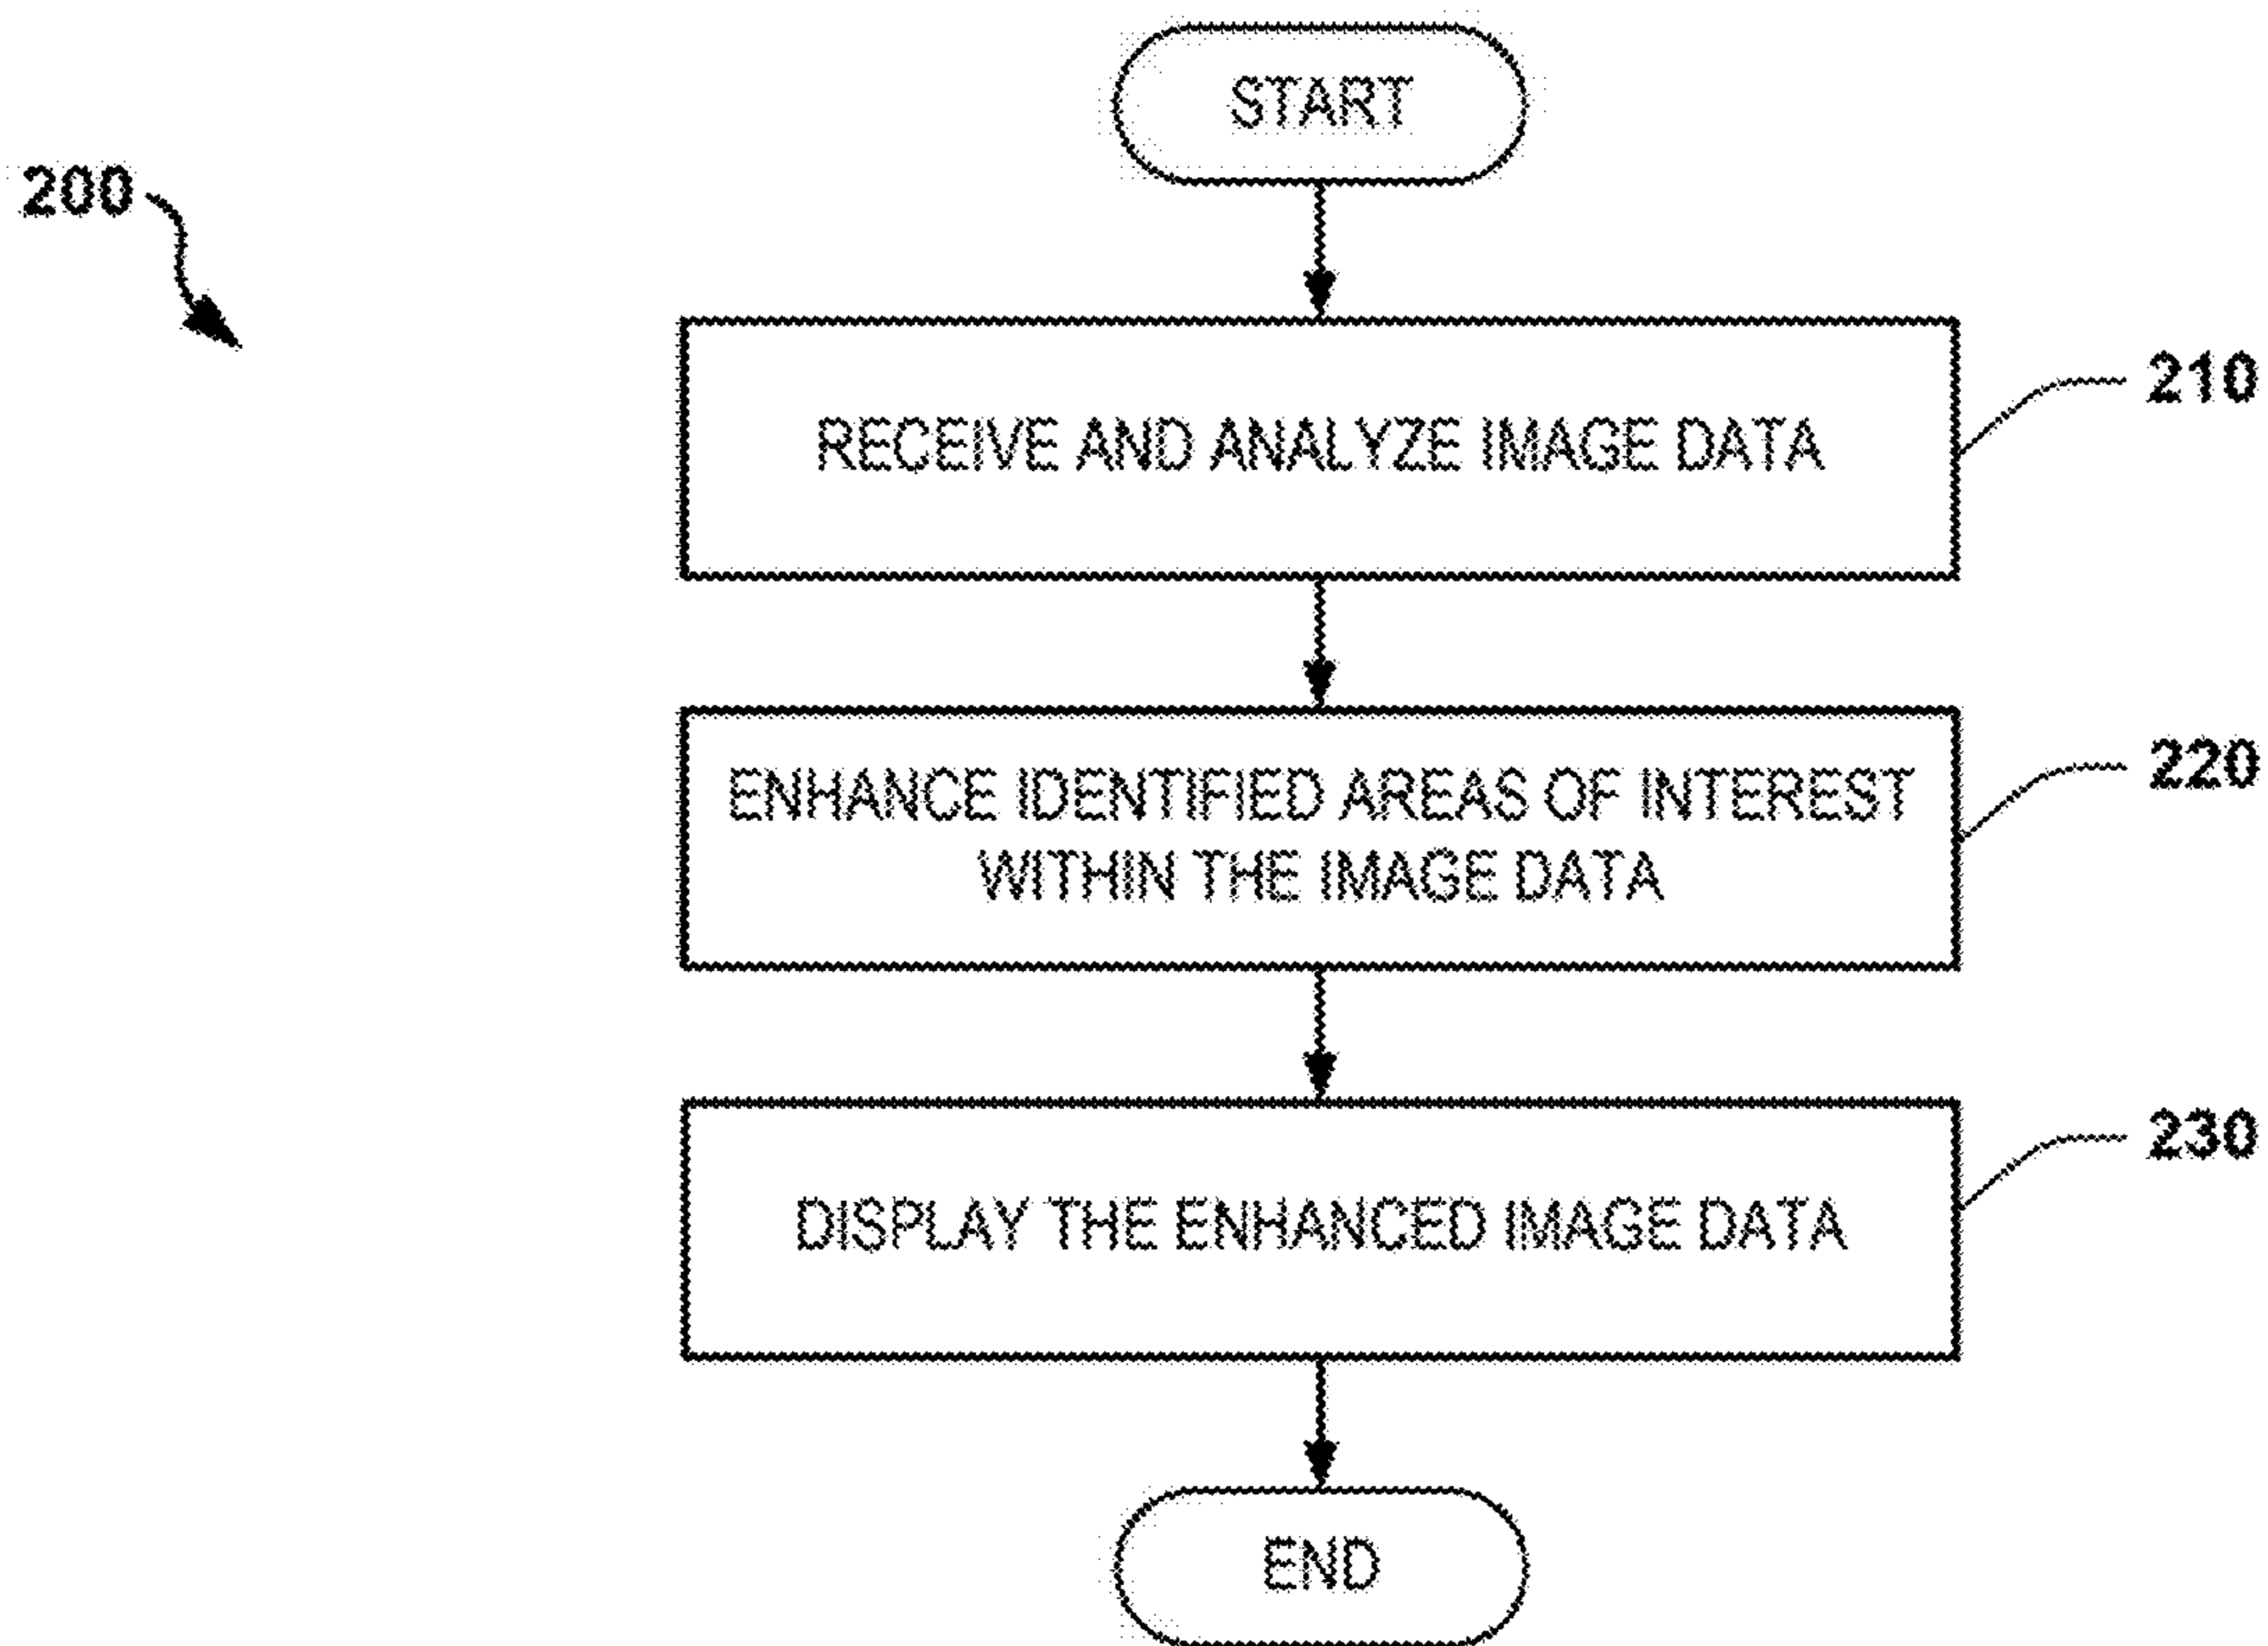 START
200
210
RECEIVE AND ANALYZE IMAGE DATA
220
ENHANCE IDENTIFIED AREAS OF INTEREST
WITHIN THE IMAGE DATA
230
DISPLAY THE ENHANCED IMAGE DATA
END